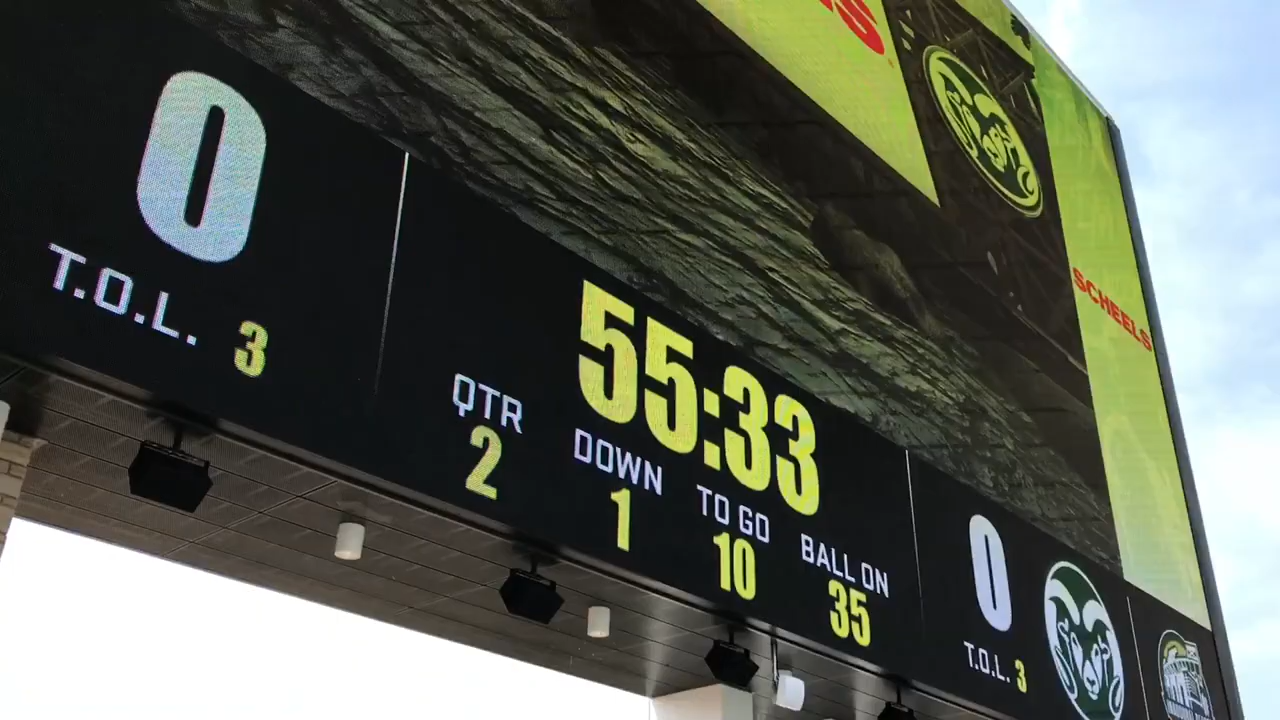 S
SCHEELS
0
T.O.L. 3
55:33
QTR
2
DOWN
1
TO GO
10
BALL ON
35
0
T.O.L. 3